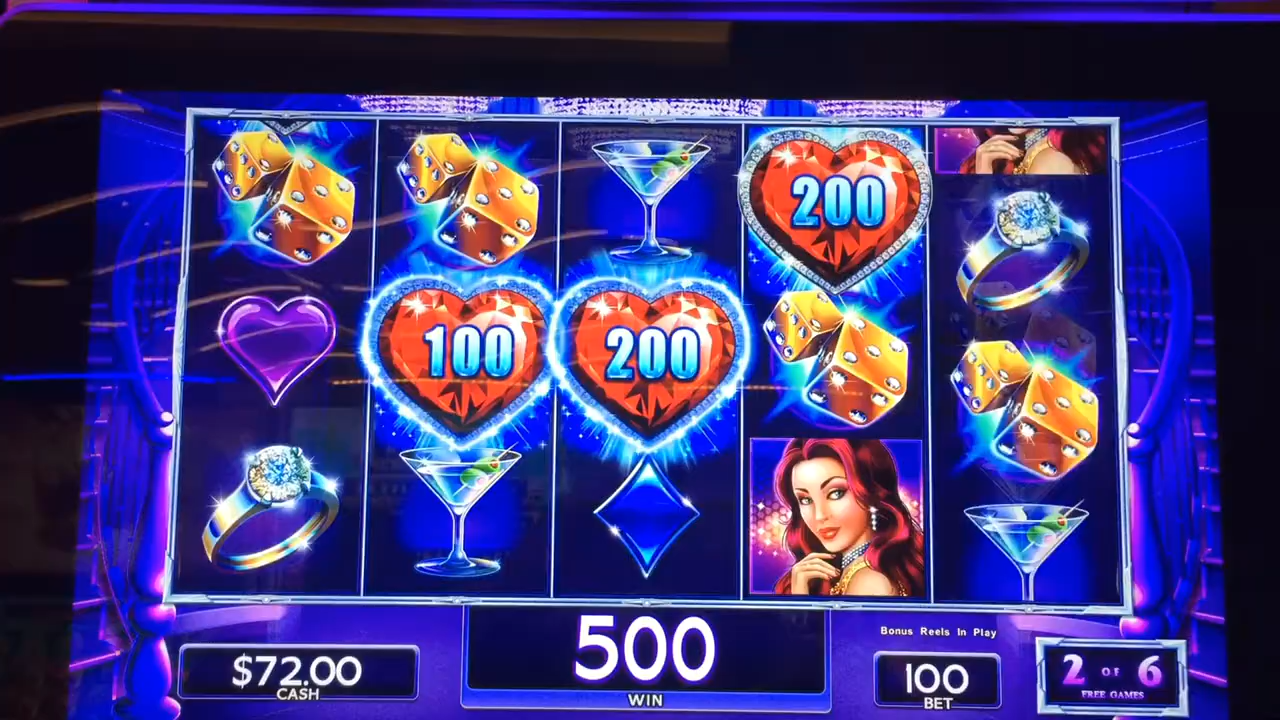 200
100
200
Bonus Reels In Play
$72.00
CASH
500
WIN
100
BET
2 OF 6
FREE GAMES